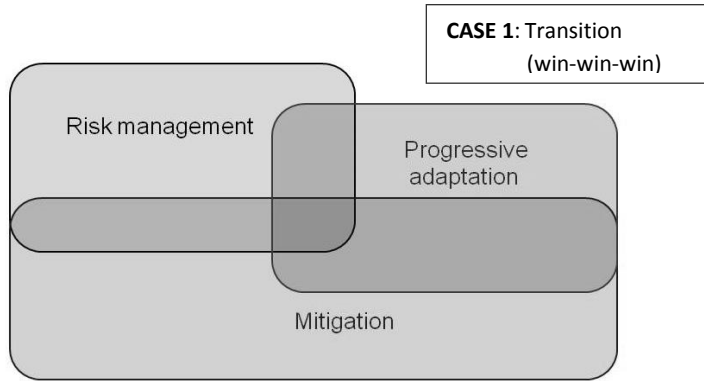 CASE 1: Transition
(win-win-win)
Risk management
Progressive
adaptation
Mitigation